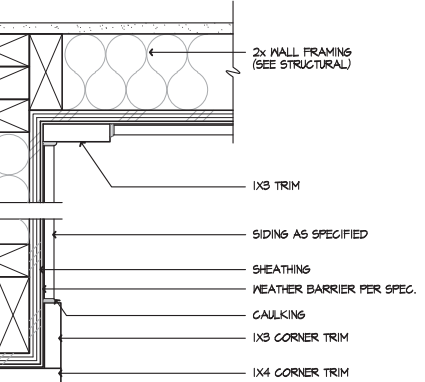 2x WALL FRAMING
(SEE STRUCTURAL)
1X3 TRIM
SIDING AS SPECIFIED
SHEATHING
WEATHER BARRIER PER SPEC.
CAULKING
1X3 CORNER TRIM
1X4 CORNER TRIM